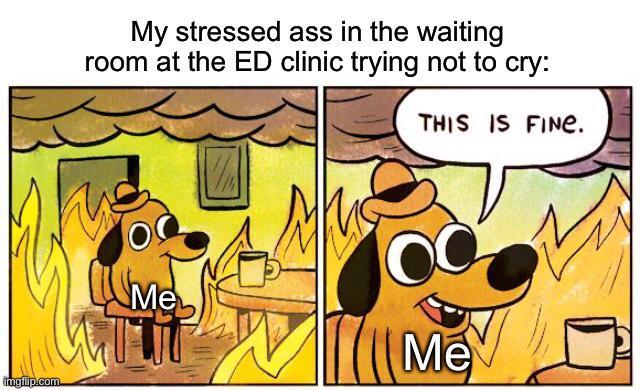 My stressed ass in the waiting
room at the ED clinic trying not to cry:
THIS IS FINE.
Me
Me
imgflip.com